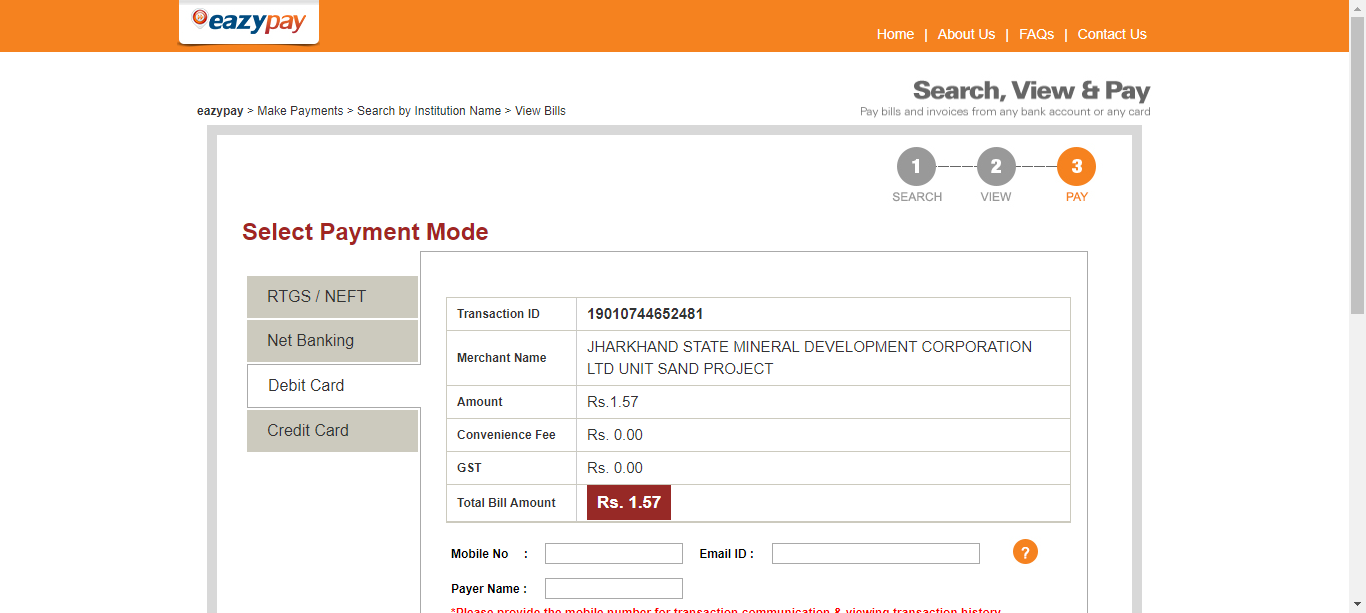 eazypay
Home | About Us | FAQs | Contact Us
Search, View & Pay
Pay bills and invoices from any bank account or any card
eazypay > Make Payments > Search by Institution Name > View Bills
1 2 3
SEARCH VIEW PAY
Select Payment Mode
RTGS / NEFT
Net Banking
Debit Card
Credit Card
Transaction ID 19010744652481
Merchant Name JHARKHAND STATE MINERAL DEVELOPMENT CORPORATION
LTD UNIT SAND PROJECT
Amount Rs.1.57
Convenience Fee Rs. 0.00
GST Rs. 0.00
Total Bill Amount Rs. 1.57
Mobile No : Email ID : ?
Payer Name :
*Please provide the mobile number for transaction communication & viewing transaction history